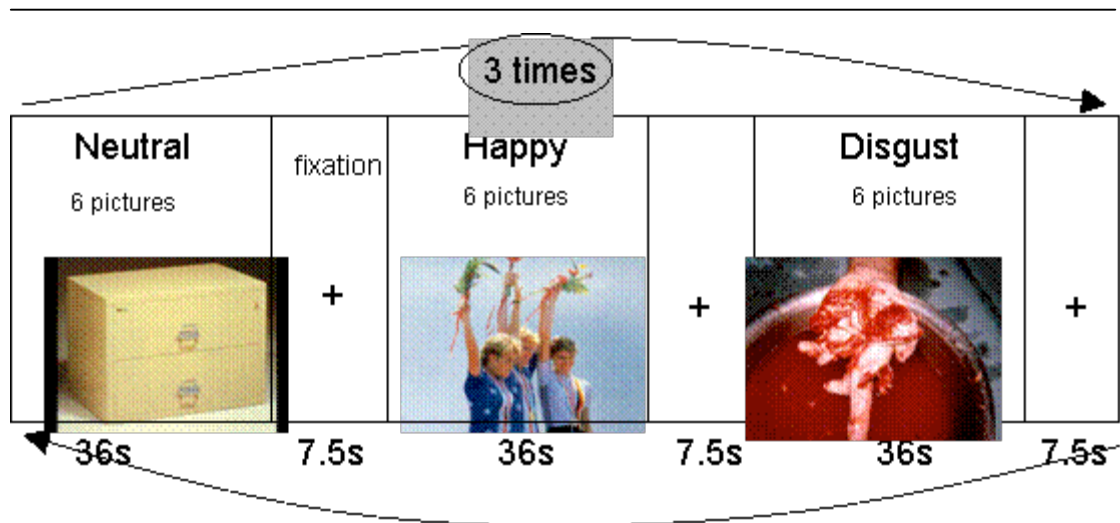 3 times
Neutral
fixation
Happy
Disgust
6 pictures
6 pictures
6 pictures
+
+
+
36s
7.5s
36s
7.5s
36s
7.5s